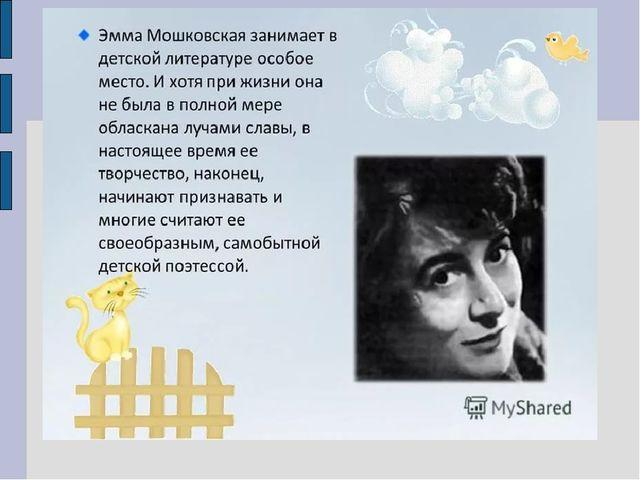 Эмма Мошковская занимает в
детской литературе особое
место. И хотя при жизни она
не была в полной мере
обласкана лучами славы, в
настоящее время ее
творчество, наконец,
начинают признавать и
многие считают ее
своеобразным, самобытной
детской поэтессой.
MyShared